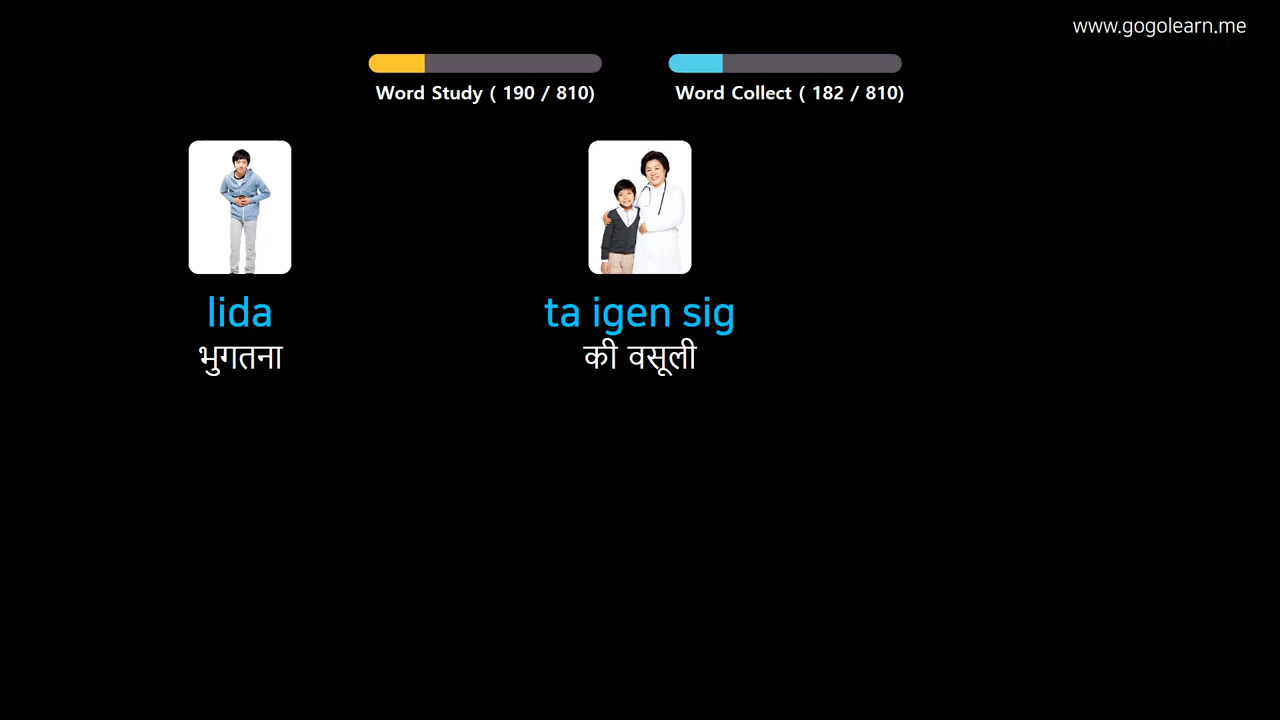 www.gogolearn.me
Word Study ( 190 / 810)
Word Collect ( 182 / 810)
lida
भुगतना
ta igen sig
की वसूली